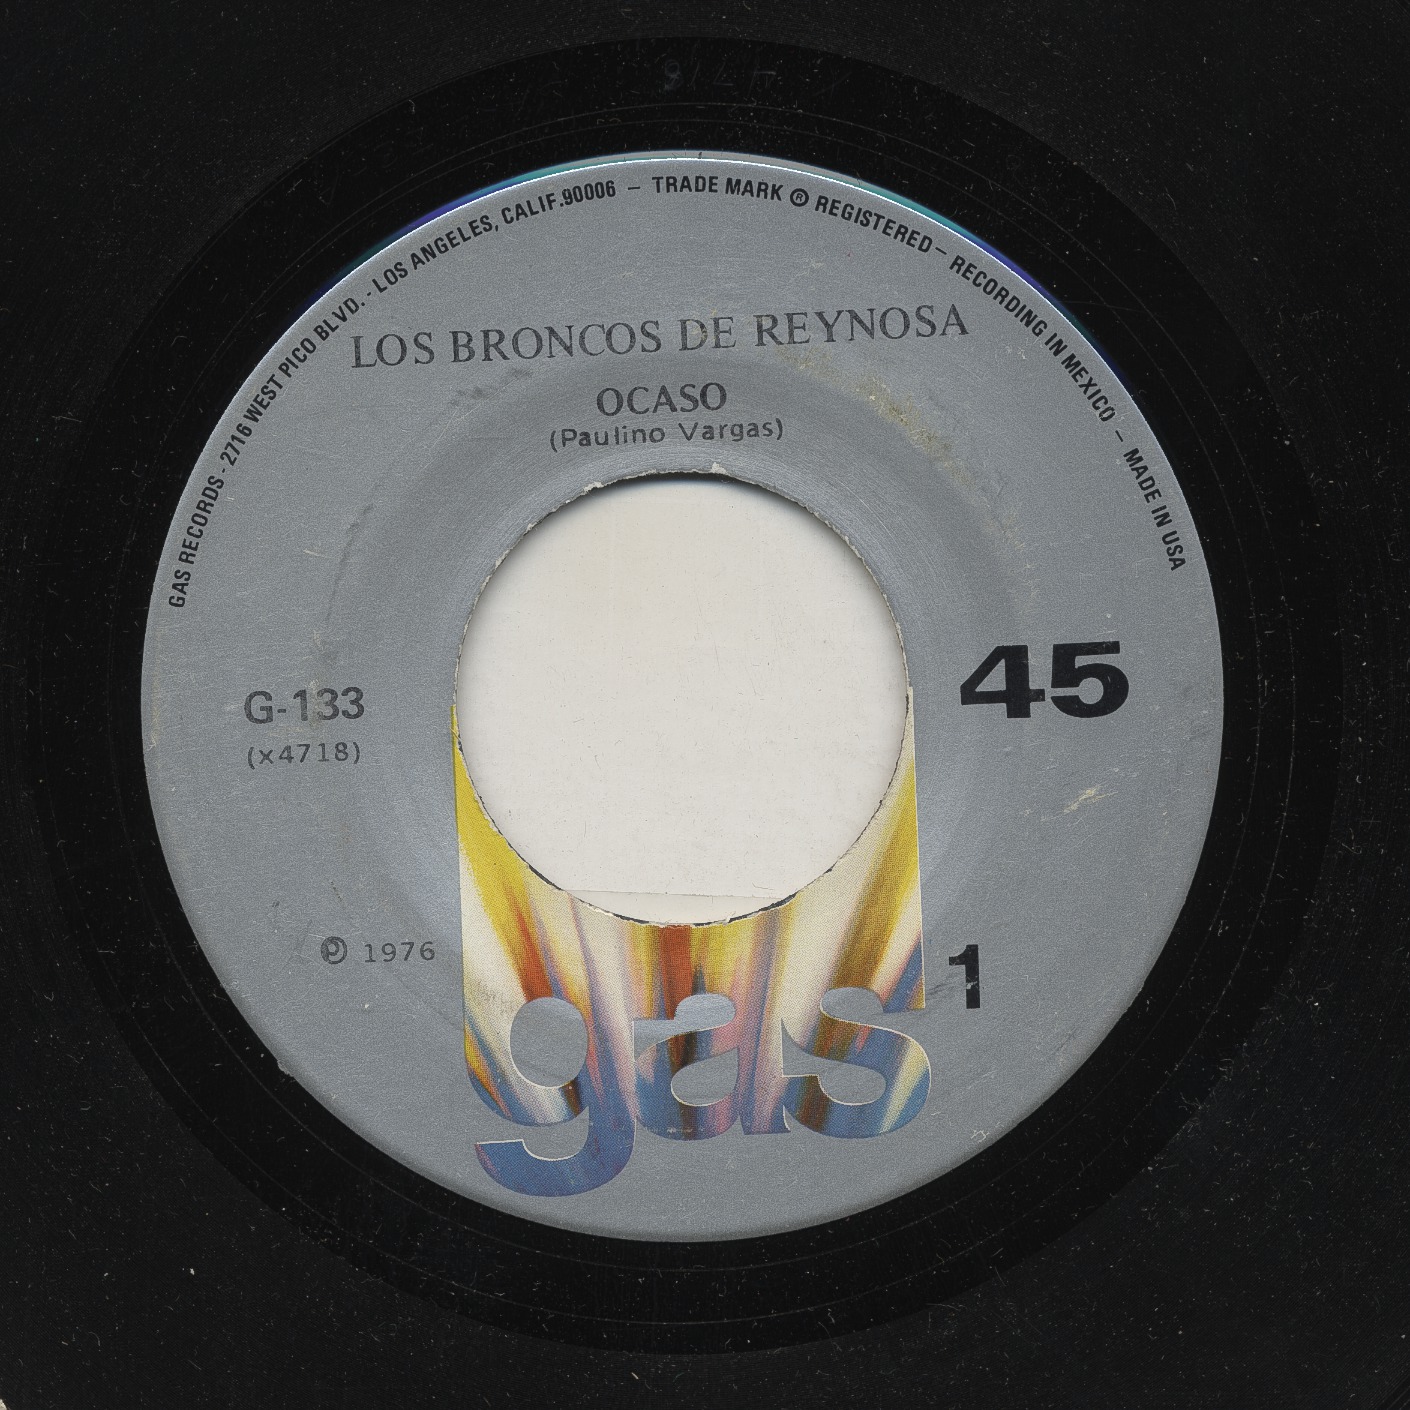 GAS RECORDS - 2716 WEST PICO BLVD. - LOS ANGELES, CALIF. 90006 – TRADE MARK ® REGISTERED – RECORDING IN MEXICO – MADE IN USA
LOS BRONCOS DE REYNOSA
OCASO
(Paulino Vargas)
45
G-133
(x4718)
℗ 1976
1
gas